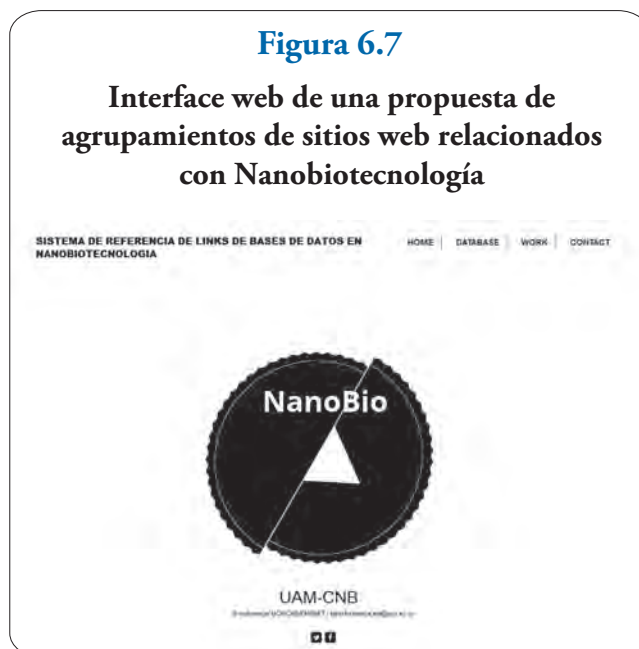 Figura 6.7
Interface web de una propuesta de
agrupamientos de sitios web relacionados
con Nanobiotecnología
SISTEMA DE REFERENCIA DE LINKS DE BASES DE DATOS EN
NANOBIOTECNOLOGIA
HOME | DATABASE | WORK | CONTACT
NanoBio
UAM-CNB